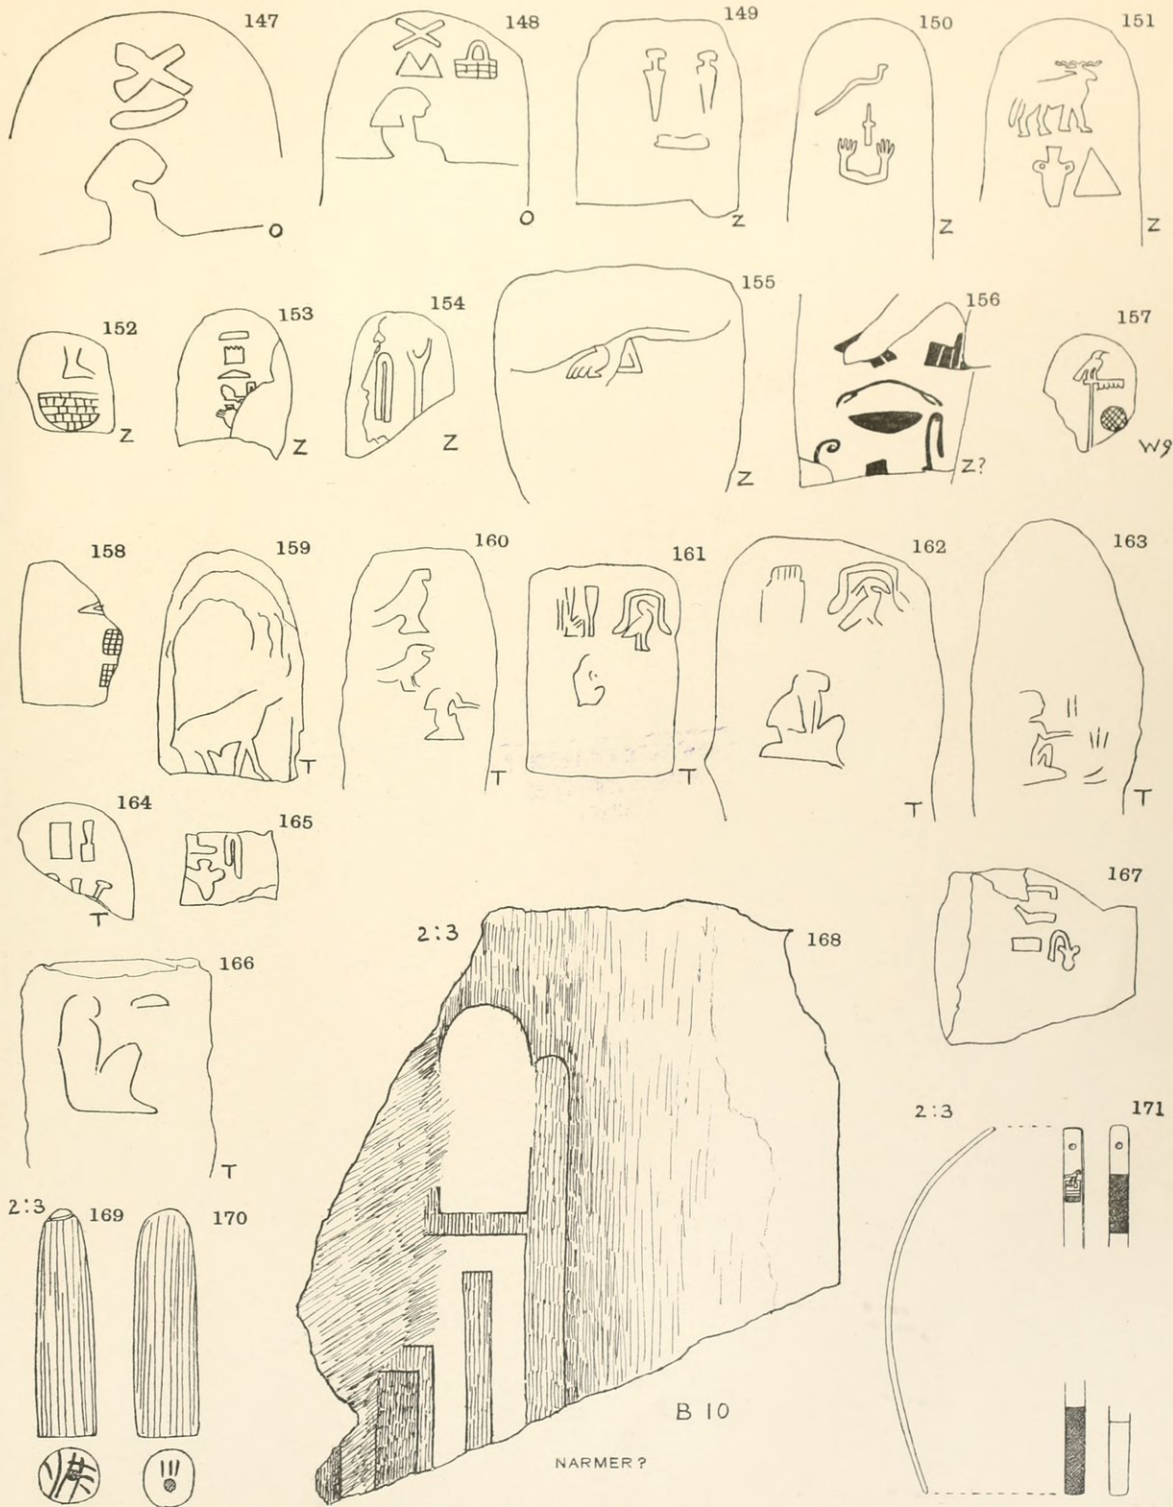 147 148 149 150 151
O O Z Z Z
152 153 154 155 156 157
Z Z Z Z Z? W9
158 159 160 161 162 163
T T T T T
164 165
T
2:3 168 167
166
T
2:3 171
2:3 169 170
B 10
NARMER?